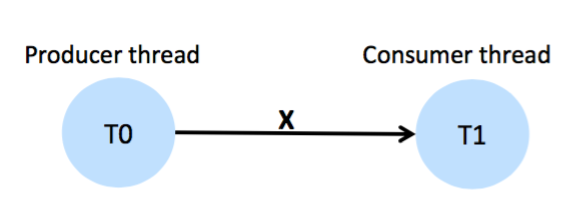 Producer thread
Consumer thread
T0
X
T1